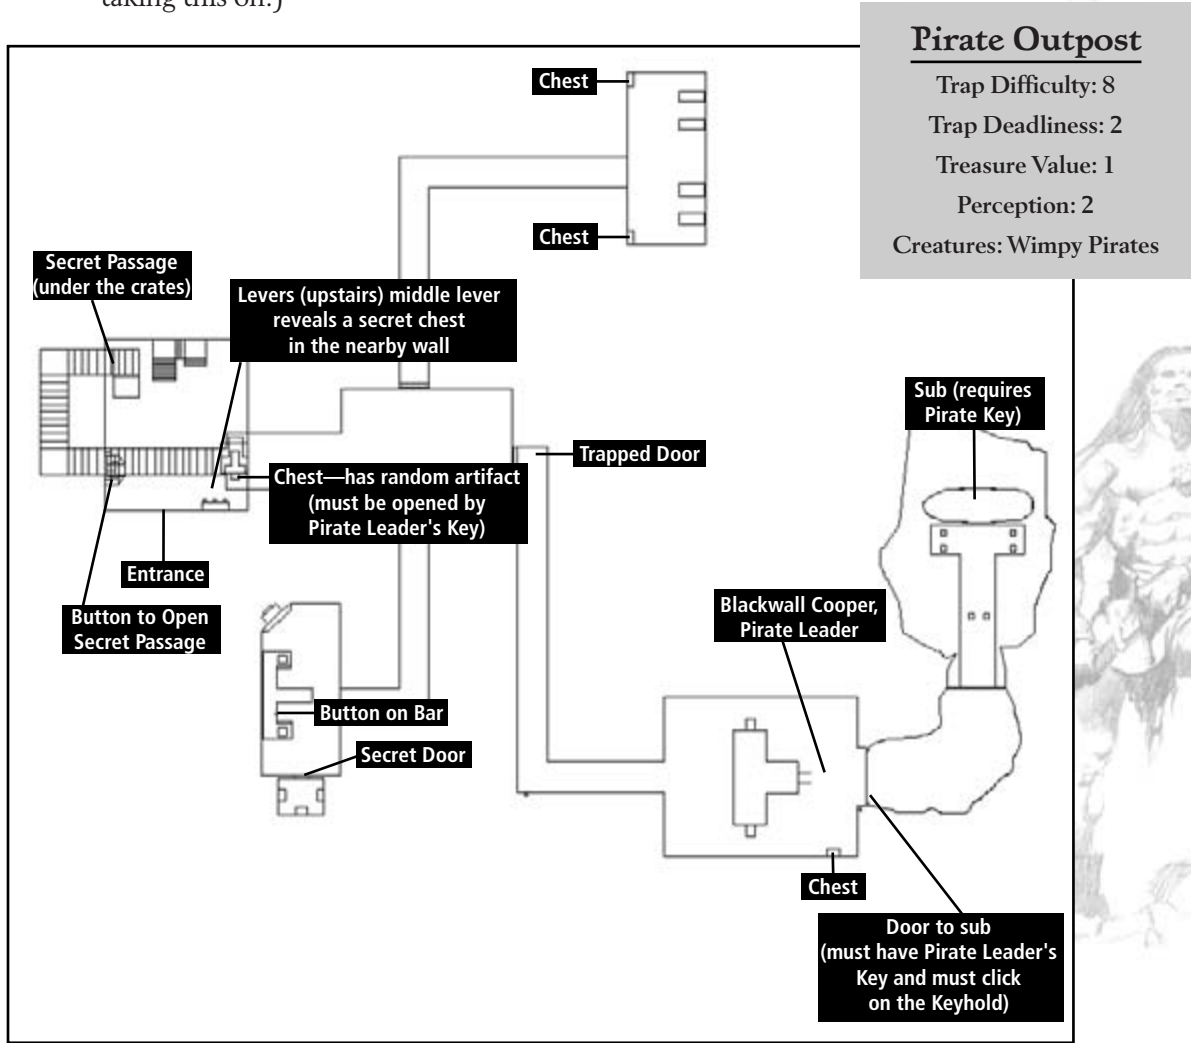 taking this on.)
Pirate Outpost
Trap Difficulty: 8
Trap Deadliness: 2
Treasure Value: 1
Perception: 2
Creatures: Wimpy Pirates
Chest
Chest
Secret Passage
(under the crates)
Levers (upstairs) middle lever
reveals a secret chest
in the nearby wall
Sub (requires
Pirate Key)
Trapped Door
Chest—has random artifact
(must be opened by
Pirate Leader's Key)
Entrance
Button to Open
Secret Passage
Blackwall Cooper,
Pirate Leader
Button on Bar
Secret Door
Chest
Door to sub
(must have Pirate Leader's
Key and must click
on the Keyhold)